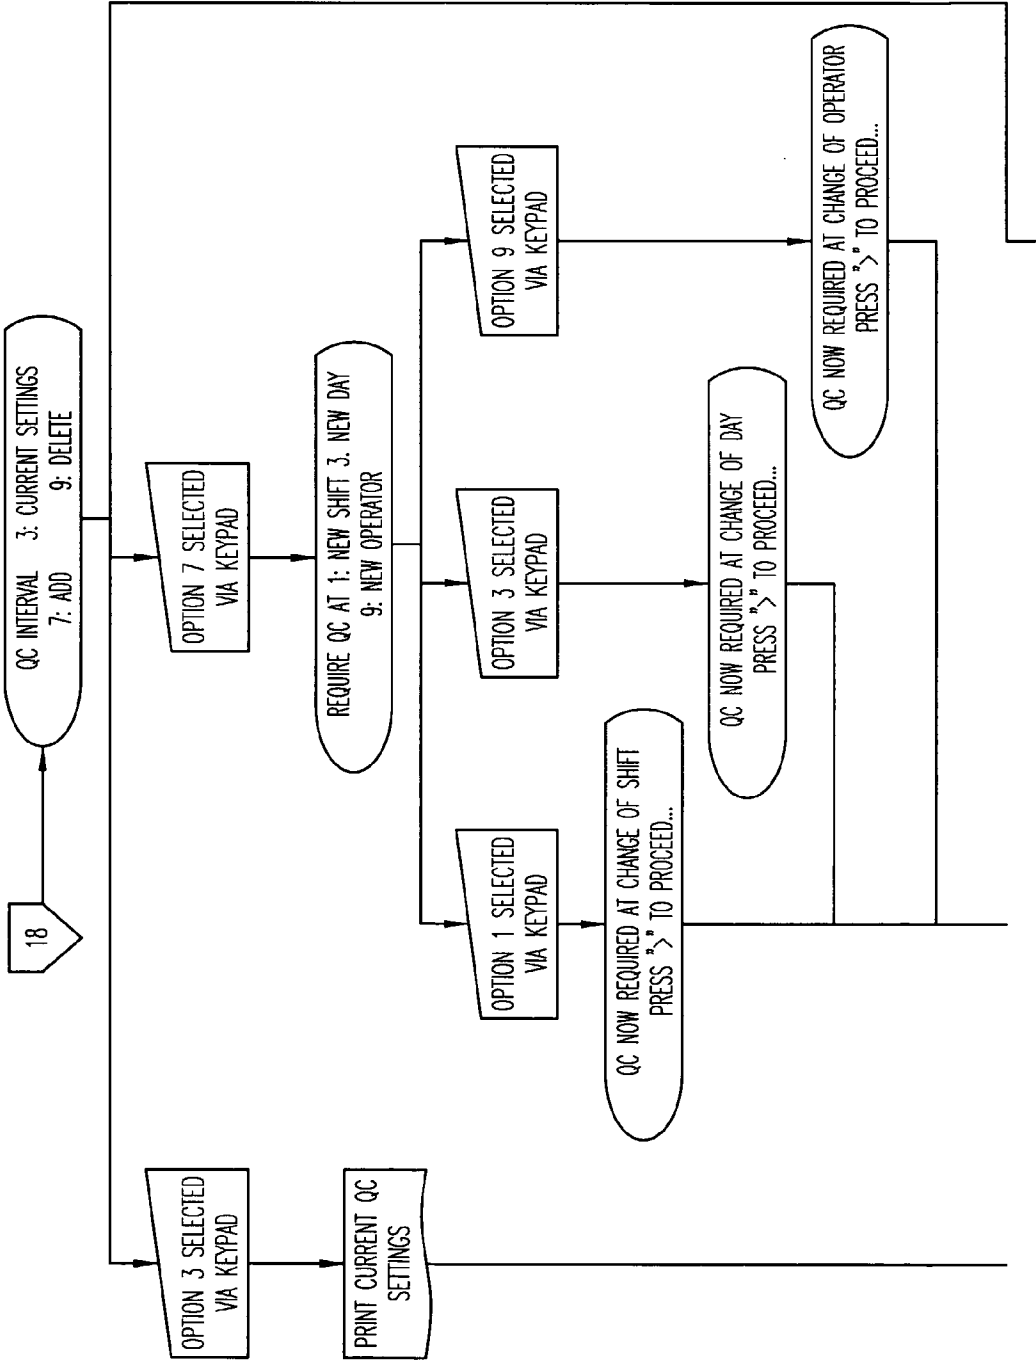 18
QC INTERVAL 3: CURRENT SETTINGS
7: ADD 9: DELETE
OPTION 3 SELECTED
VIA KEYPAD
PRINT CURRENT QC
SETTINGS
OPTION 7 SELECTED
VIA KEYPAD
REQUIRE QC AT 1: NEW SHIFT 3. NEW DAY
9: NEW OPERATOR
OPTION 1 SELECTED
VIA KEYPAD
QC NOW REQUIRED AT CHANGE OF SHIFT
PRESS ">" TO PROCEED...
OPTION 3 SELECTED
VIA KEYPAD
QC NOW REQUIRED AT CHANGE OF DAY
PRESS ">" TO PROCEED...
OPTION 9 SELECTED
VIA KEYPAD
QC NOW REQUIRED AT CHANGE OF OPERATOR
PRESS ">" TO PROCEED...